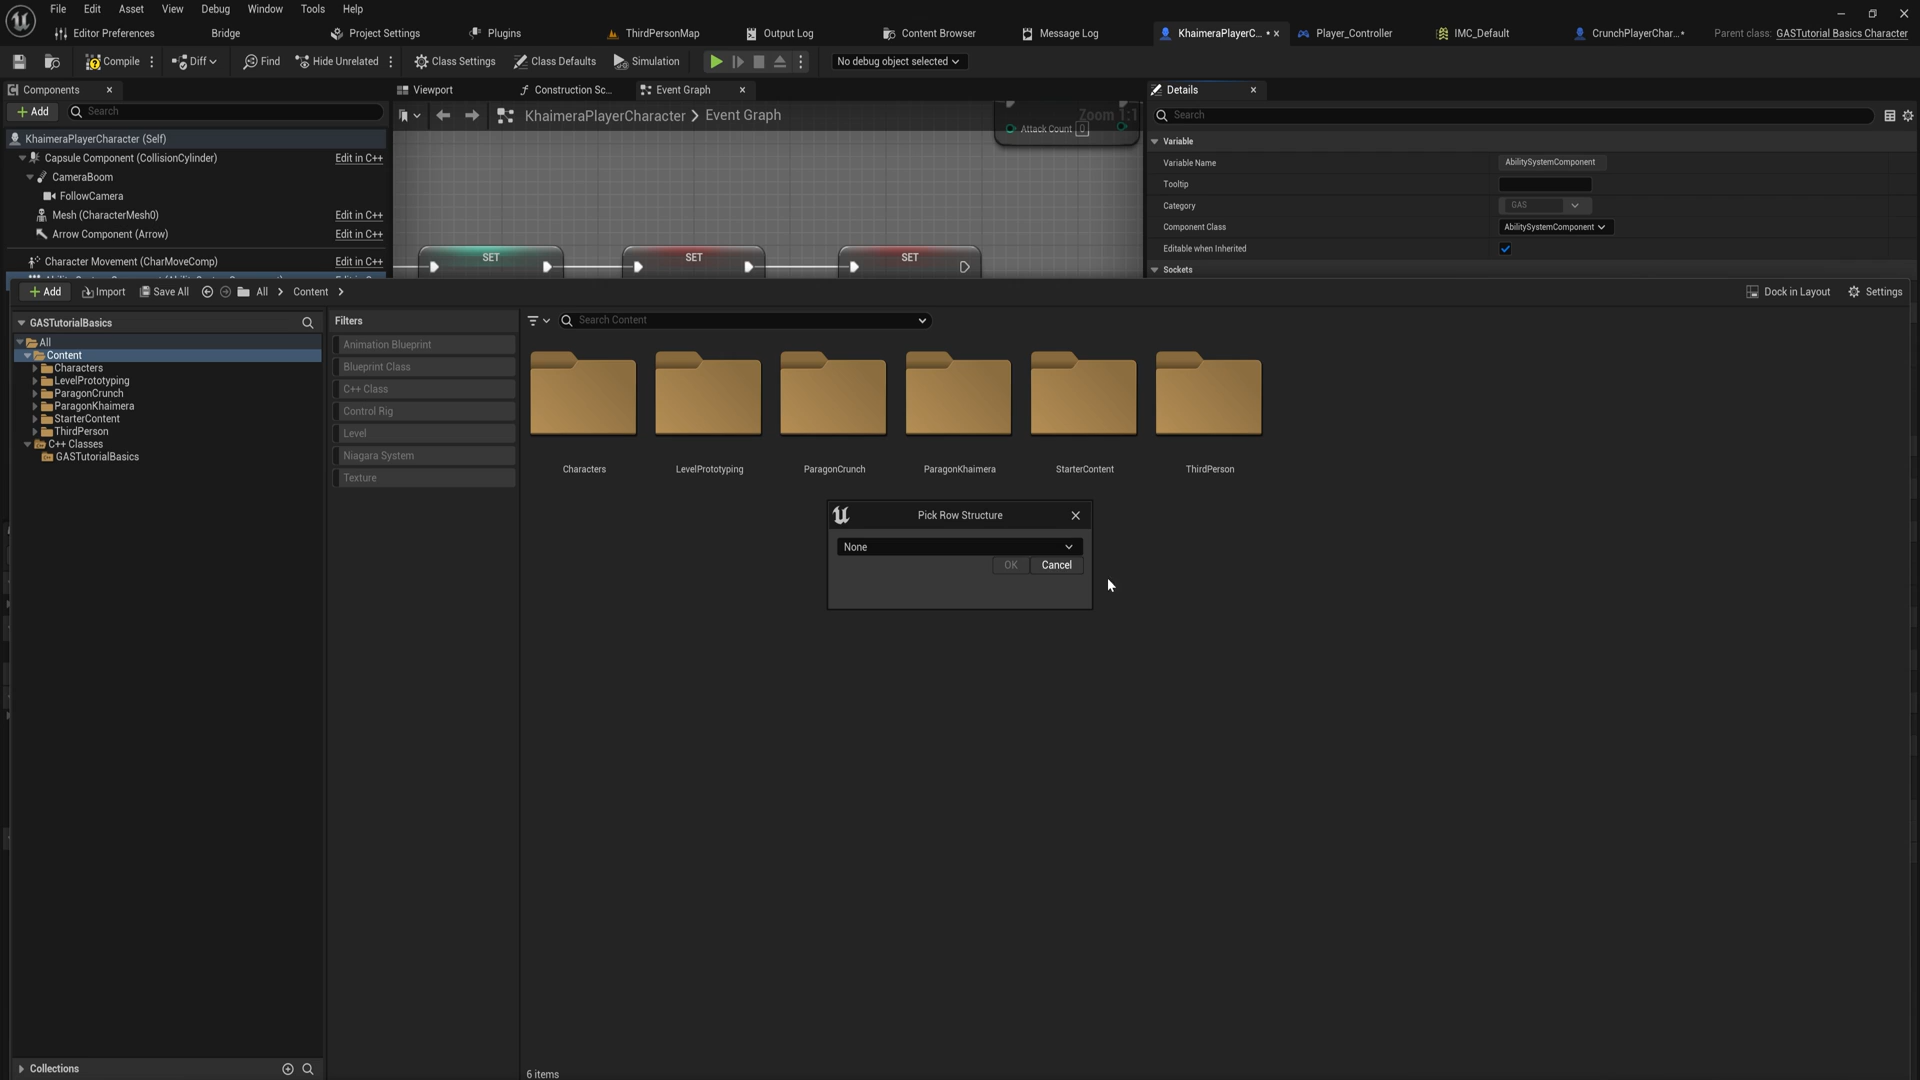 File Edit Asset View Debug Window Tools Help
Editor Preferences Bridge Project Settings Plugins ThirdPersonMap Output Log Content Browser Message Log KhaimeraPlayerC... Player_Controller IMC_Default CrunchPlayerChar...* Parent class: GASTutorial Basics Character
Compile Diff Find Hide Unrelated Class Settings Class Defaults Simulation No debug object selected
Components Viewport Construction Sc... Event Graph Details
+ Add Search KhaimeraPlayerCharacter > Event Graph Zoom 1:1 Search
Attack Count 0
KhaimeraPlayerCharacter (Self)
Capsule Component (CollisionCylinder) Edit in C++
CameraBoom
FollowCamera
Mesh (CharacterMesh0) Edit in C++
Arrow Component (Arrow) Edit in C++
Character Movement (CharMoveComp) Edit in C++
SET SET SET
Variable
Variable Name AbilitySystemComponent
Tooltip
Category GAS
Component Class AbilitySystemComponent
Editable when Inherited
Sockets
+ Add Import Save All All > Content > Dock in Layout Settings
GASTutorialBasics
All
Content
Characters
LevelPrototyping
ParagonCrunch
ParagonKhaimera
StarterContent
ThirdPerson
C++ Classes
GASTutorialBasics
Filters
Animation Blueprint
Blueprint Class
C++ Class
Control Rig
Level
Niagara System
Texture
Search Content
Characters LevelPrototyping ParagonCrunch ParagonKhaimera StarterContent ThirdPerson
Pick Row Structure
None
OK Cancel
Collections
6 items